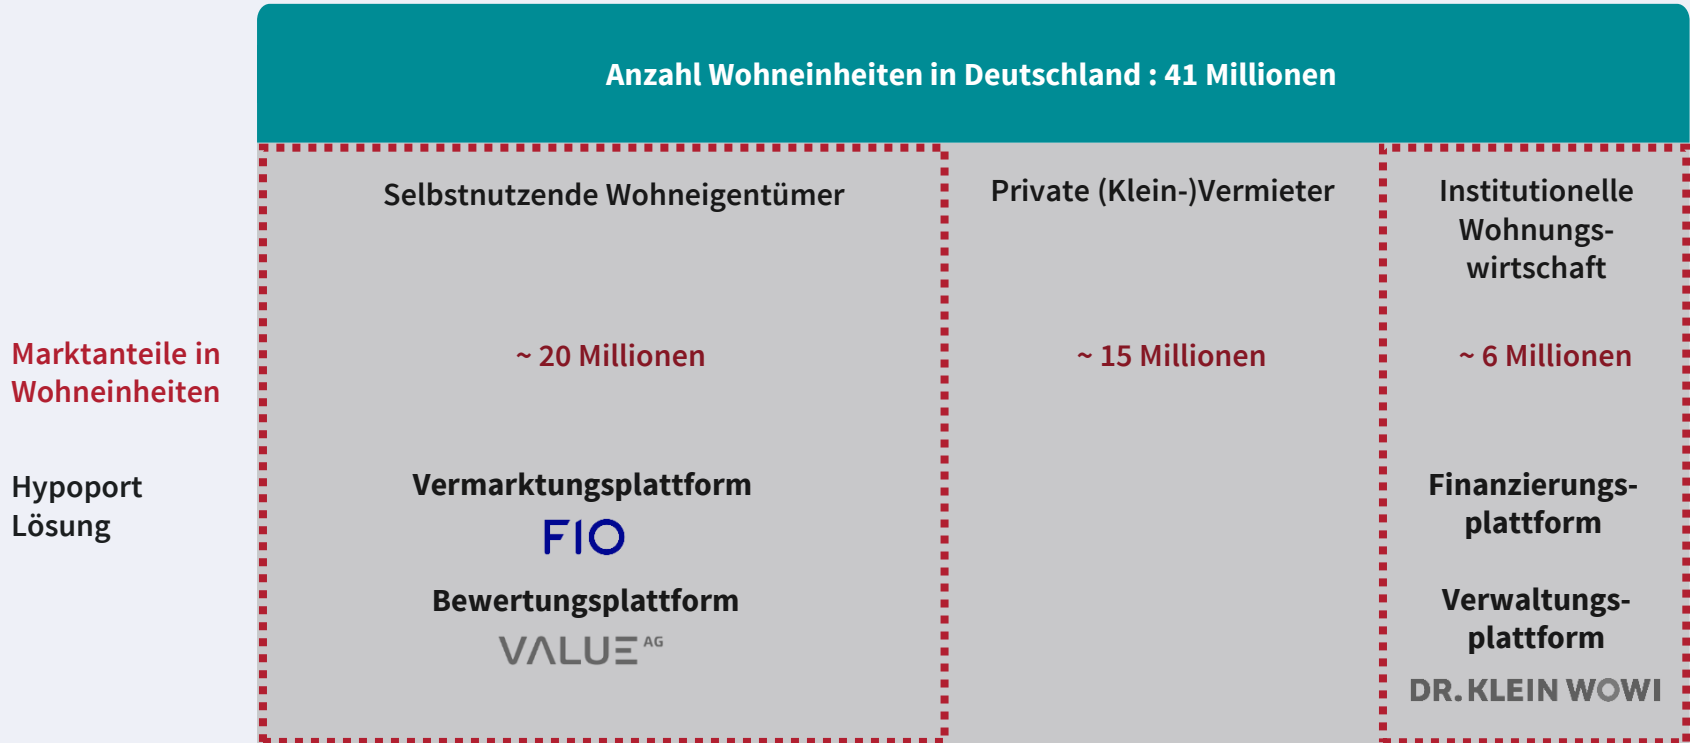 Anzahl Wohneinheiten in Deutschland : 41 Millionen
Selbstnutzende Wohneigentümer
Private (Klein-)Vermieter
Institutionelle
Wohnungs-
wirtschaft
Marktanteile in
Wohneinheiten
~ 20 Millionen
~ 15 Millionen
~ 6 Millionen
Hypoport
Lösung
Vermarktungsplattform
FIO
Bewertungsplattform
VALUE AG
Finanzierungs-
plattform
Verwaltungs-
plattform
DR. KLEIN WOWI